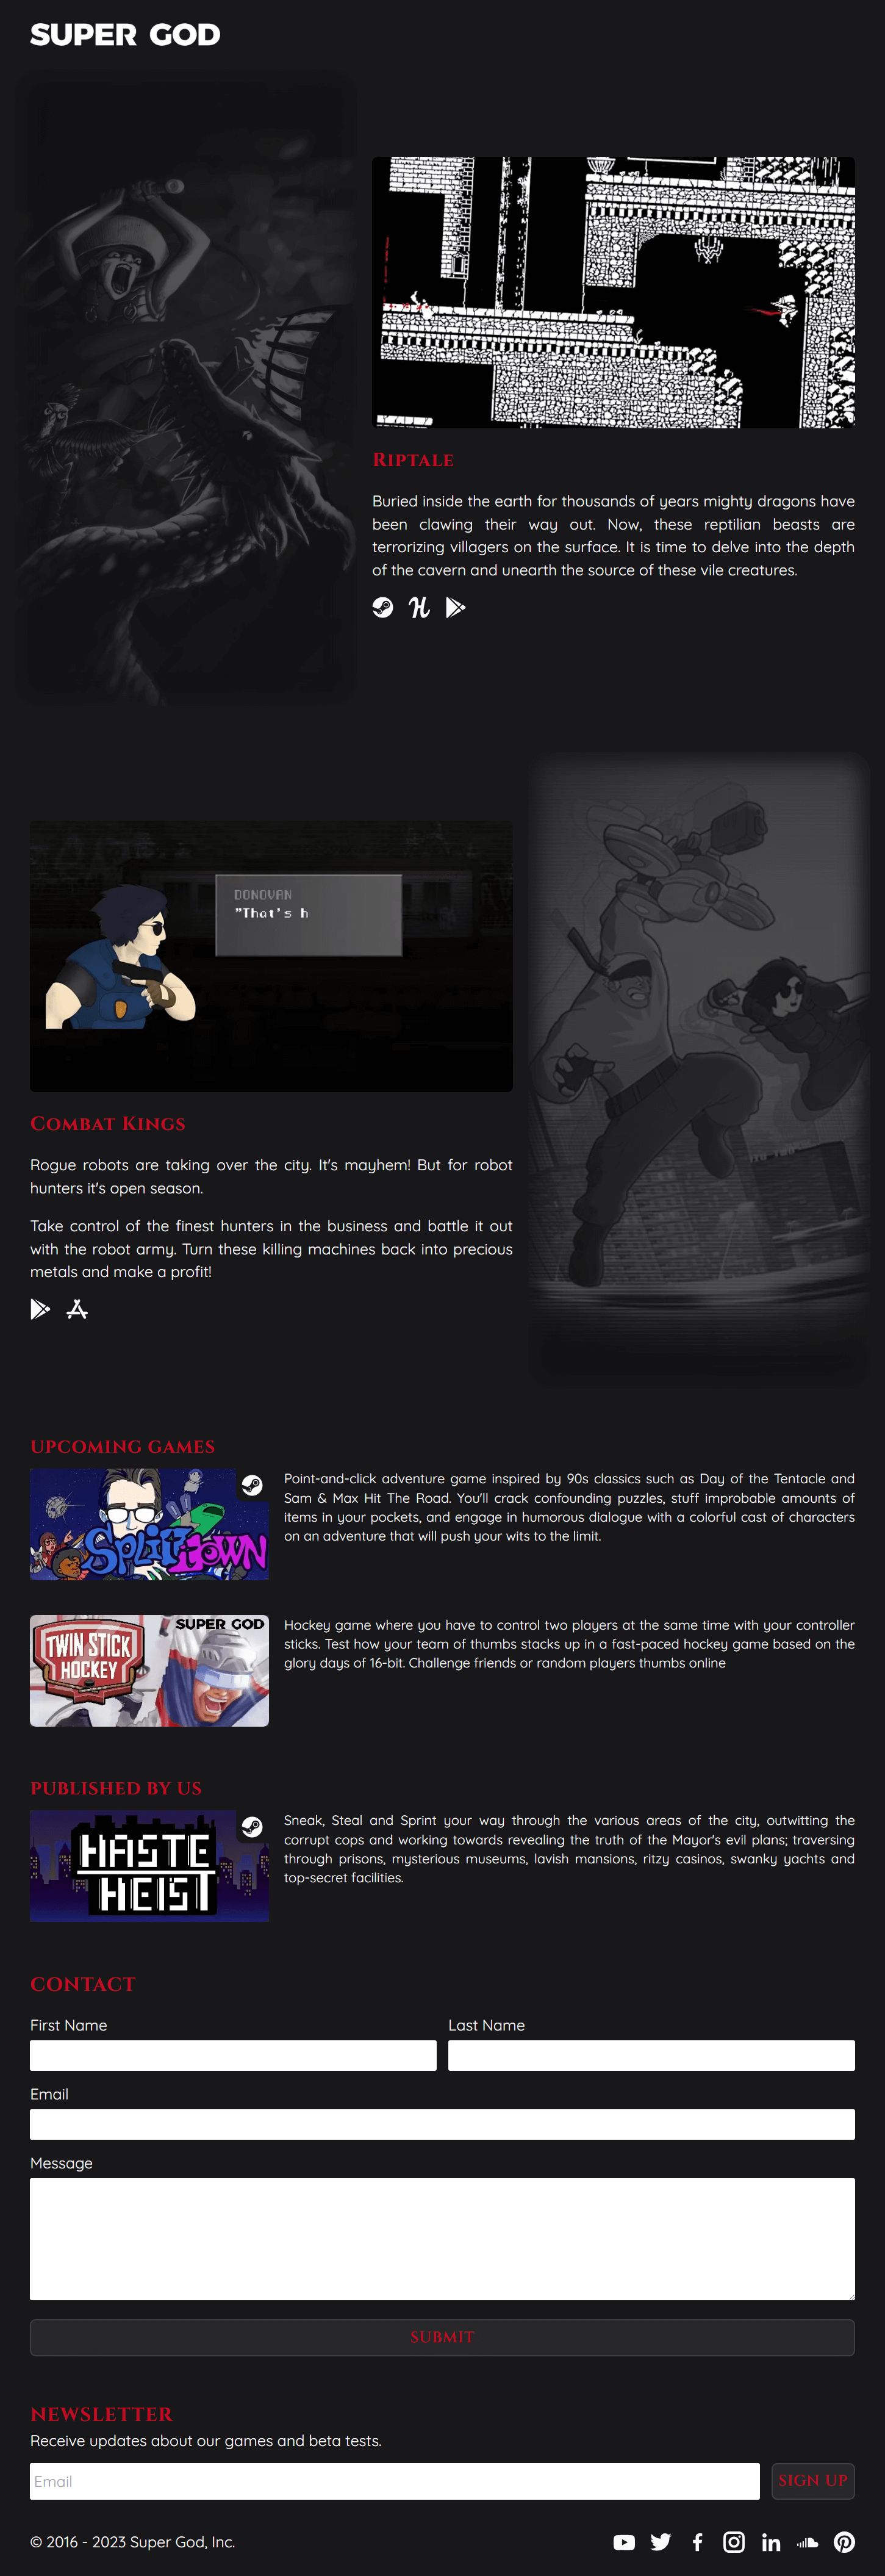 SUPER GOD
Riptale
Buried inside the earth for thousands of years mighty dragons have
been clawing their way out. Now, these reptilian beasts are
terrorizing villagers on the surface. It is time to delve into the depth
of the cavern and unearth the source of these vile creatures.
DONOVAN
"That's h
Combat Kings
Rogue robots are taking over the city. It's mayhem! But for robot
hunters it's open season.
Take control of the finest hunters in the business and battle it out
with the robot army. Turn these killing machines back into precious
metals and make a profit!
UPCOMING GAMES
SPLIT DOWN
Point-and-click adventure game inspired by 90s classics such as Day of the Tentacle and
Sam & Max Hit The Road. You'll crack confounding puzzles, stuff improbable amounts of
items in your pockets, and engage in humorous dialogue with a colorful cast of characters
on an adventure that will push your wits to the limit.
SUPER GOD
TWIN STICK
HOCKEY
Hockey game where you have to control two players at the same time with your controller
sticks. Test how your team of thumbs stacks up in a fast-paced hockey game based on the
glory days of 16-bit. Challenge friends or random players thumbs online
PUBLISHED BY US
HASTE
HEIST
Sneak, Steal and Sprint your way through the various areas of the city, outwitting the
corrupt cops and working towards revealing the truth of the Mayor's evil plans; traversing
through prisons, mysterious museums, lavish mansions, ritzy casinos, swanky yachts and
top-secret facilities.
CONTACT
First Name
Last Name
Email
Message
SUBMIT
NEWSLETTER
Receive updates about our games and beta tests.
Email
SIGN UP
© 2016 - 2023 Super God, Inc.